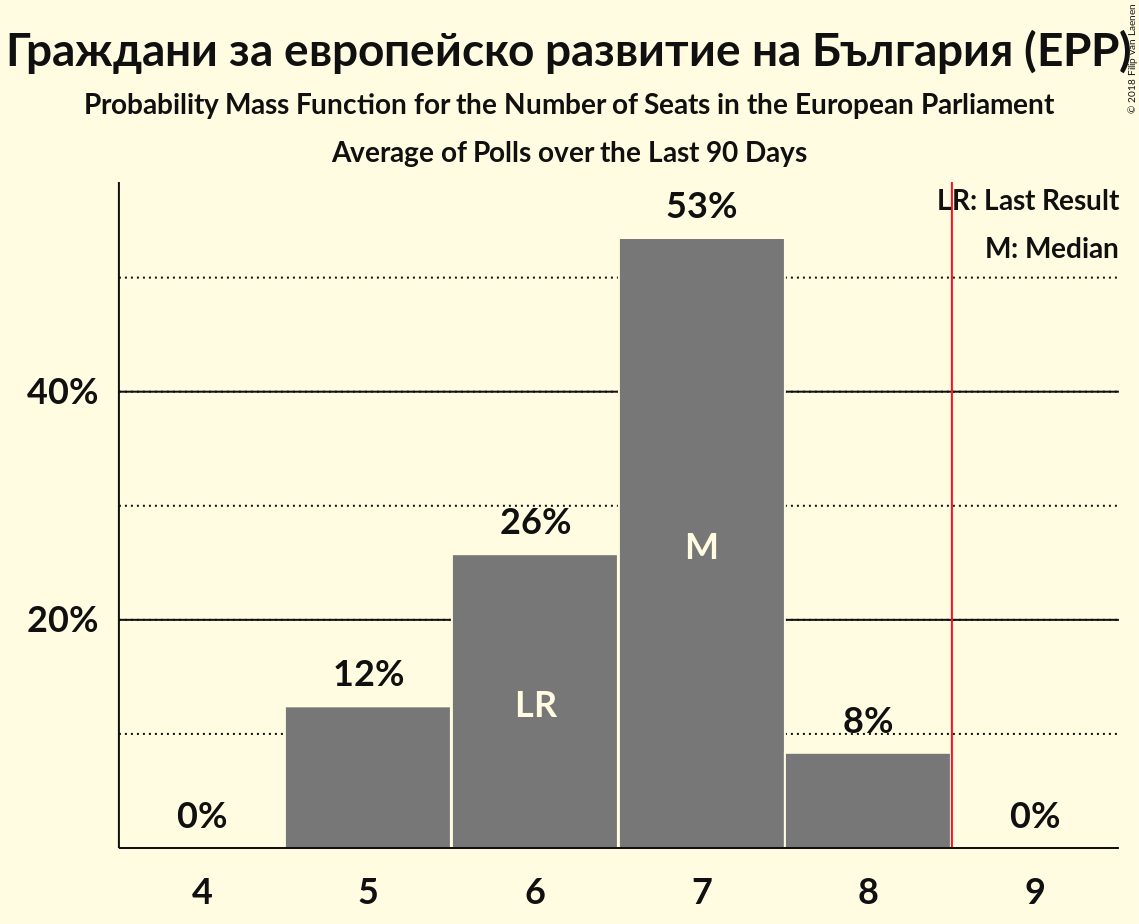 Граждани за европейско развитие на България (EPP)
Probability Mass Function for the Number of Seats in the European Parliament
Average of Polls over the Last 90 Days
© 2018 Filip van Laenen
LR: Last Result
M: Median
53%
40%
26%
M
20%
12%
LR
8%
0%
0%
4
5
6
7
8
9